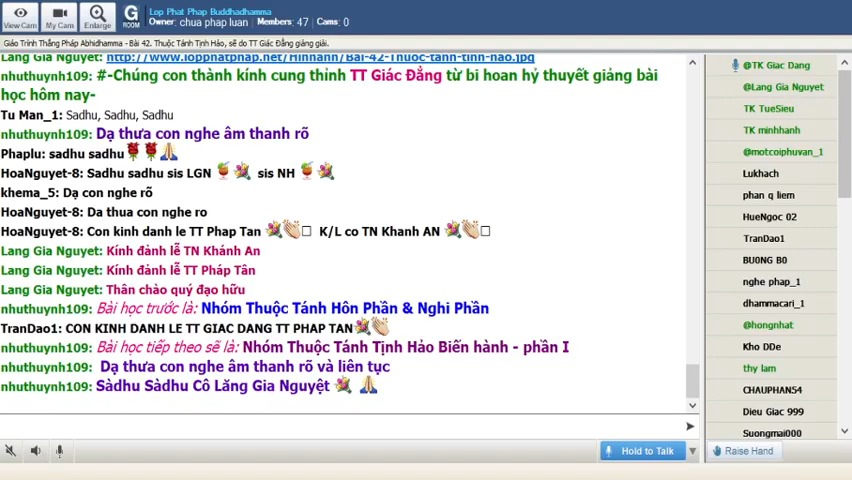 View Cam
My Cam
Enlarge
G
ROOM
Lop Phat Phap Buddhadhamma
Owner: chua phap luan Members: 47 Cams: 0
Giáo Trình Thắng Pháp Abhidhamma - Bài 42. Thuộc Tánh Tịnh Hảo, sẽ do TT Giác Đẳng giảng giải.
Lang Gia Nguyet: http://www.lopphatphap.net/Hinhanh/Bai-42-Thuoc-tanh-tinh-hao.jpg
nhuthuynh109: #-Chúng con thành kính cung thỉnh TT Giác Đẳng từ bi hoan hỷ thuyết giảng bài
học hôm nay-
Tu Man_1: Sadhu, Sadhu, Sadhu
nhuthuynh109: Dạ thưa con nghe âm thanh rõ
Phaplu: sadhu sadhu
HoaNguyet-8: Sadhu sadhu sis LGN sis NH
khema_5: Dạ con nghe rõ
HoaNguyet-8: Da thua con nghe ro
HoaNguyet-8: Con kinh danh le TT Phap Tan K/L co TN Khanh AN
Lang Gia Nguyet: Kính đảnh lễ TN Khánh An
Lang Gia Nguyet: Kính đảnh lễ TT Pháp Tân
Lang Gia Nguyet: Thân chào quý đạo hữu
nhuthuynh109: Bài học trước là: Nhóm Thuộc Tánh Hôn Phần & Nghi Phần
TranDao1: CON KINH DANH LE TT GIAC DANG TT PHAP TAN
nhuthuynh109: Bài học tiếp theo sẽ là: Nhóm Thuộc Tánh Tịnh Hảo Biến hành - phần I
nhuthuynh109: Dạ thưa con nghe âm thanh rõ và liên tục
nhuthuynh109: Sàdhu Sàdhu Cô Lăng Gia Nguyệt
Hold to Talk
@TK Giac Dang
@Lang Gia Nguyet
TK TueSieu
TK minhhanh
@motcoiphuvan_1
Lukhach
phan q liem
HueNgoc 02
TranDao1
BU0NG B0
nghe phap_1
dhammacari_1
@hongnhat
Kho DDe
thy lam
CHAUPHAN54
Dieu Giac 999
Suongmai000
Raise Hand